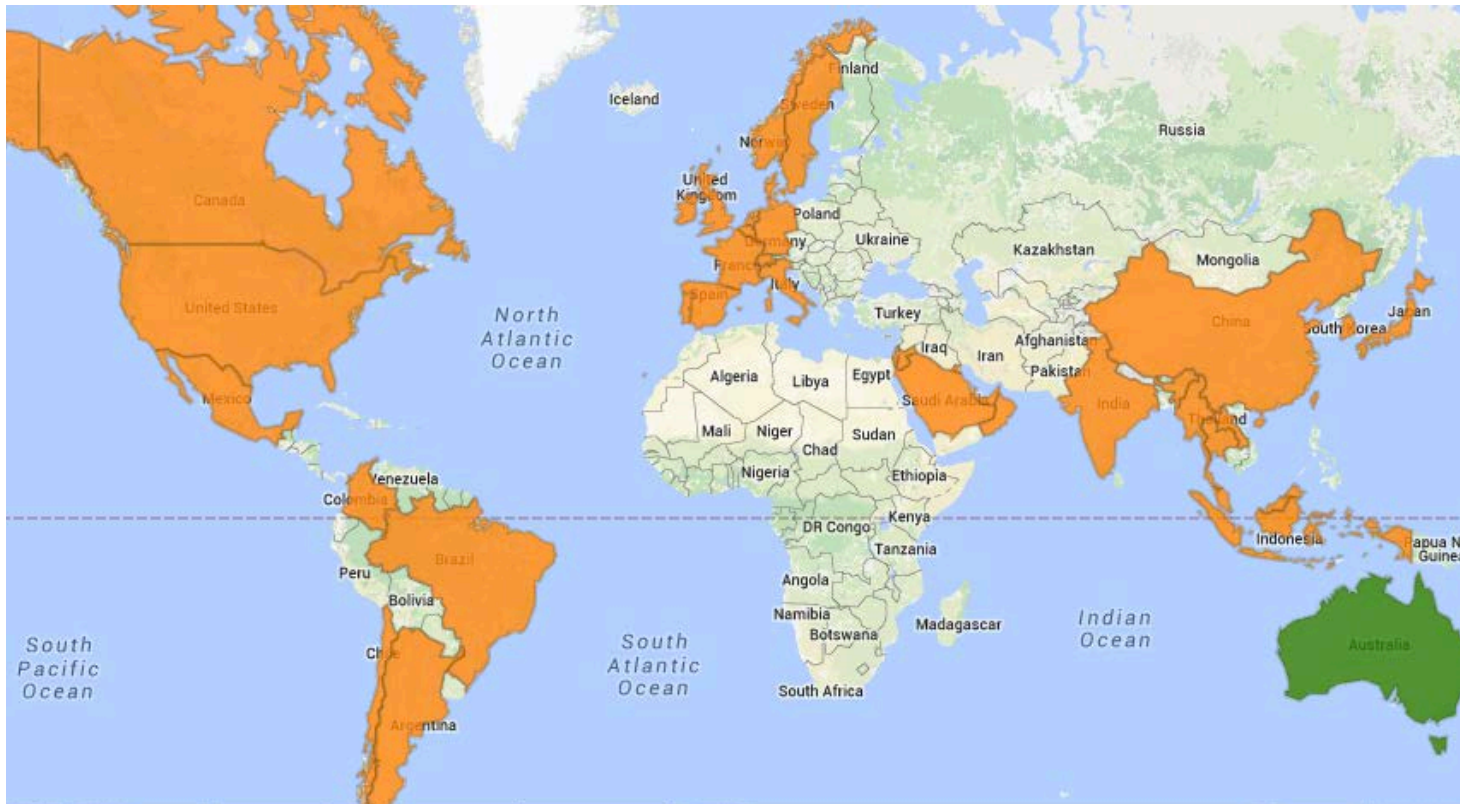 Finland
Iceland
Sweden
Russia
Norway
Canada
United
Kingdom
Poland
Germany
Ukraine
Kazakhstan
Mongolia
France
Italy
Spain
United States
North
Atlantic
Ocean
Turkey
Japan
China
South Korea
Afghanistan
Iraq
Iran
Pakistan
Algeria
Libya
Egypt
Mexico
Saudi Arabia
India
Thailand
Mali
Niger
Sudan
Chad
Venezuela
Nigeria
Ethiopia
Colombia
Kenya
DR Congo
Indonesia
Papua N
Guine
Tanzania
Brazil
Peru
Angola
Bolivia
Namibia
Madagascar
Indian
Ocean
Botswana
South
Pacific
Ocean
Chile
South
Atlantic
Ocean
Australia
South Africa
Argentina